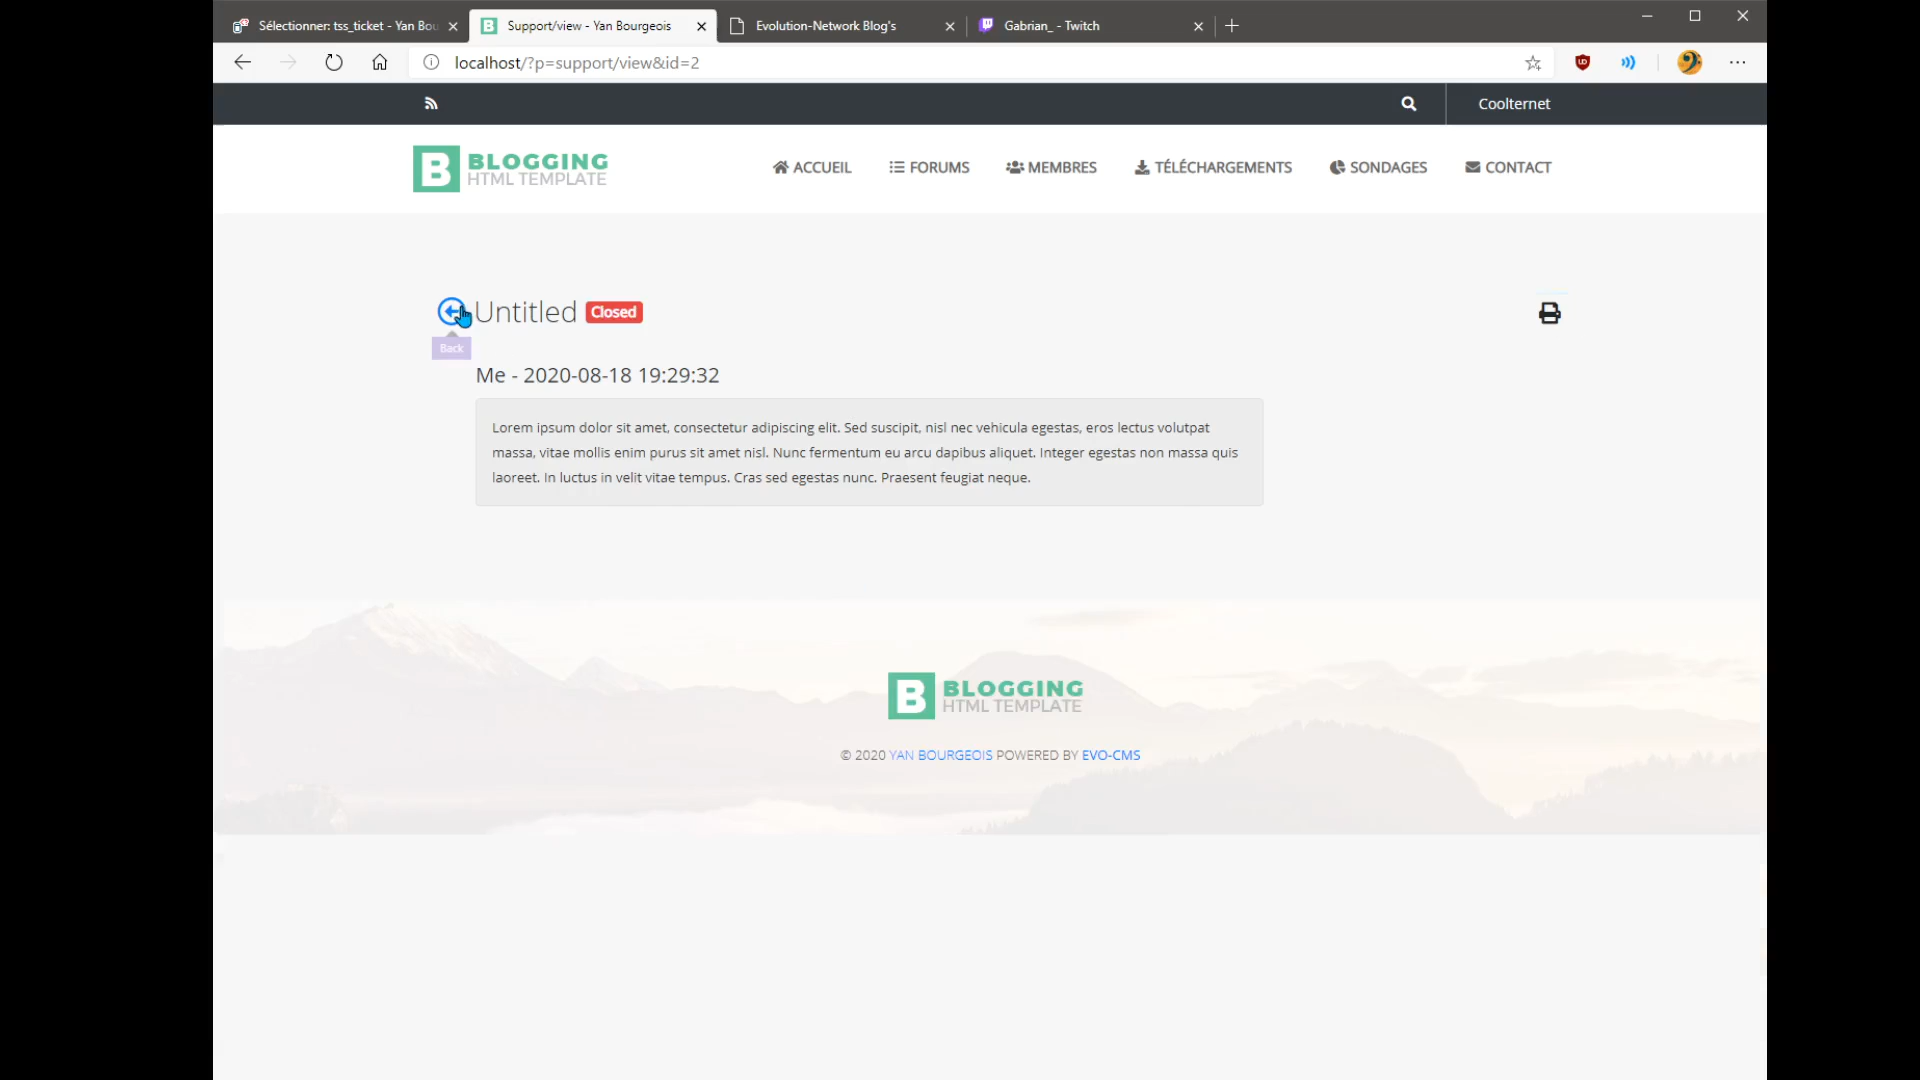 Sélectionner: tss_ticket - Yan Bou
Support/view - Yan Bourgeois
Evolution-Network Blog's
Gabrian_ - Twitch
localhost/?p=support/view&id=2
Coolternet
B BLOGGING
HTML TEMPLATE
ACCUEIL
FORUMS
MEMBRES
TÉLÉCHARGEMENTS
SONDAGES
CONTACT
Untitled Closed
Back
Me - 2020-08-18 19:29:32
Lorem ipsum dolor sit amet, consectetur adipiscing elit. Sed suscipit, nisl nec vehicula egestas, eros lectus volutpat
massa, vitae mollis enim purus sit amet nisl. Nunc fermentum eu arcu dapibus aliquet. Integer egestas non massa quis
laoreet. In luctus in velit vitae tempus. Cras sed egestas nunc. Praesent feugiat neque.
B BLOGGING
HTML TEMPLATE
© 2020 YAN BOURGEOIS POWERED BY EVO-CMS